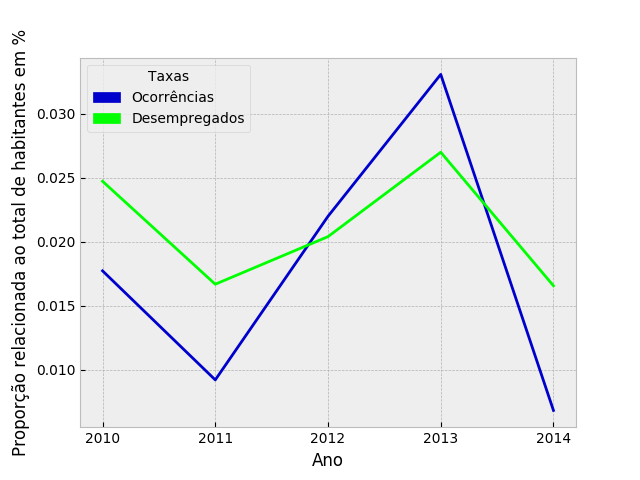 Proporção relacionada ao total de habitantes em %
Taxas
Ocorrências
Desempregados
0.030
0.025
0.020
0.015
0.010
2010 2011 2012 2013 2014
Ano